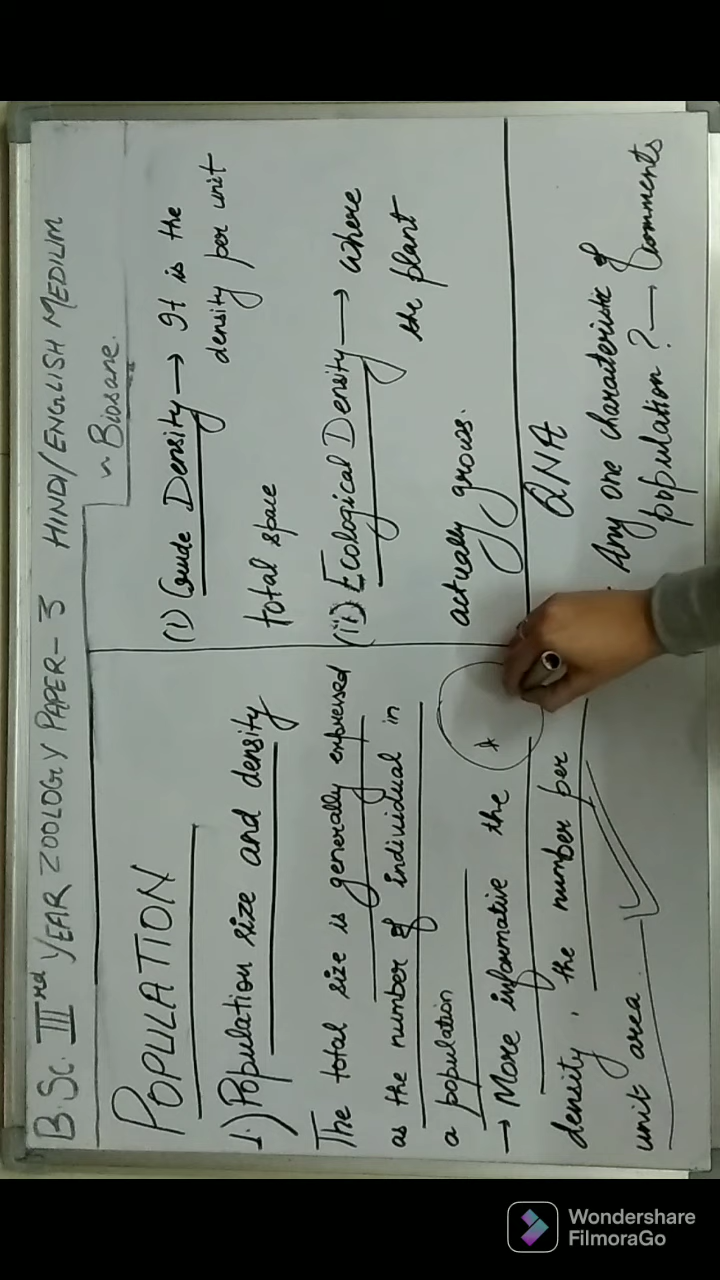 B.Sc. IIIrd YEAR ZOOLOGY PAPER-3 HINDI/ENGLISH MEDIUM
~ Biosane.
POPULATION
1.) Population size and density
The total size is generally expressed
as the number of individual in
a population
→ More informative the
density, the number per
unit area.
(i) Crude Density → It is the
density per unit
total space
(ii) Ecological Density → where
the plant
actually grows.
QNA
Any one charateristic of
population? → Comments
Wondershare
FilmoraGo